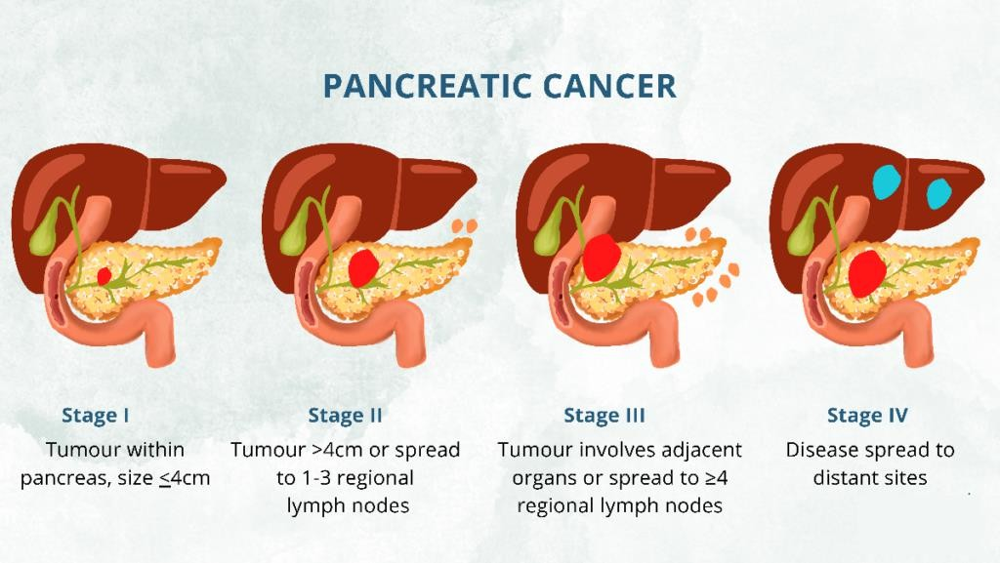 PANCREATIC CANCER
Stage I
Tumour within
pancreas, size ≤4cm
Stage II
Tumour >4cm or spread
to 1-3 regional
lymph nodes
Stage III
Tumour involves adjacent
organs or spread to ≥4
regional lymph nodes
Stage IV
Disease spread to
distant sites